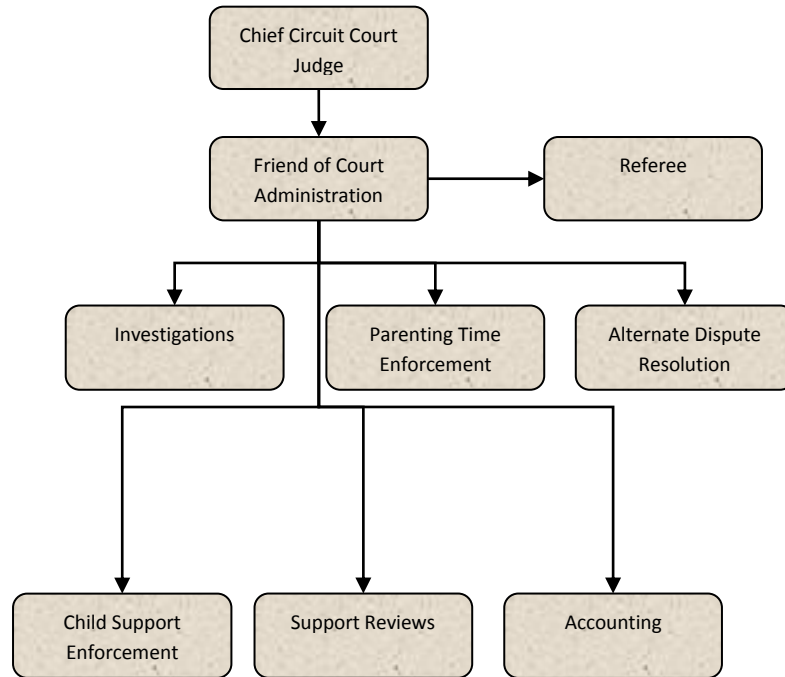 Chief Circuit Court
Judge
Friend of Court
Administration
Referee
Investigations
Parenting Time
Enforcement
Alternate Dispute
Resolution
Child Support
Enforcement
Support Reviews
Accounting